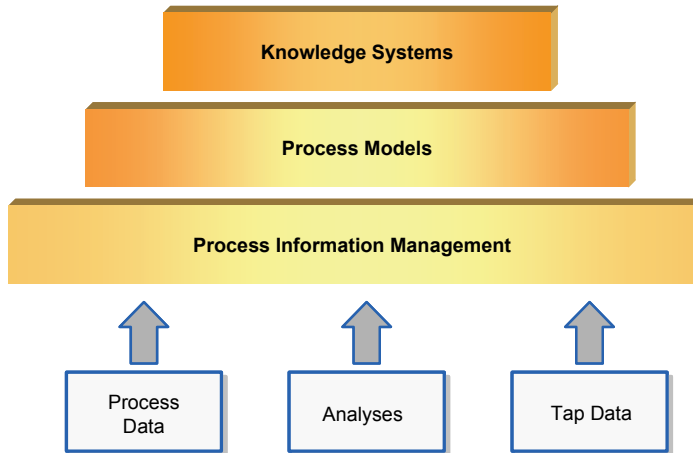 Knowledge Systems
Process Models
Process Information Management
Process
Data
Analyses
Tap Data